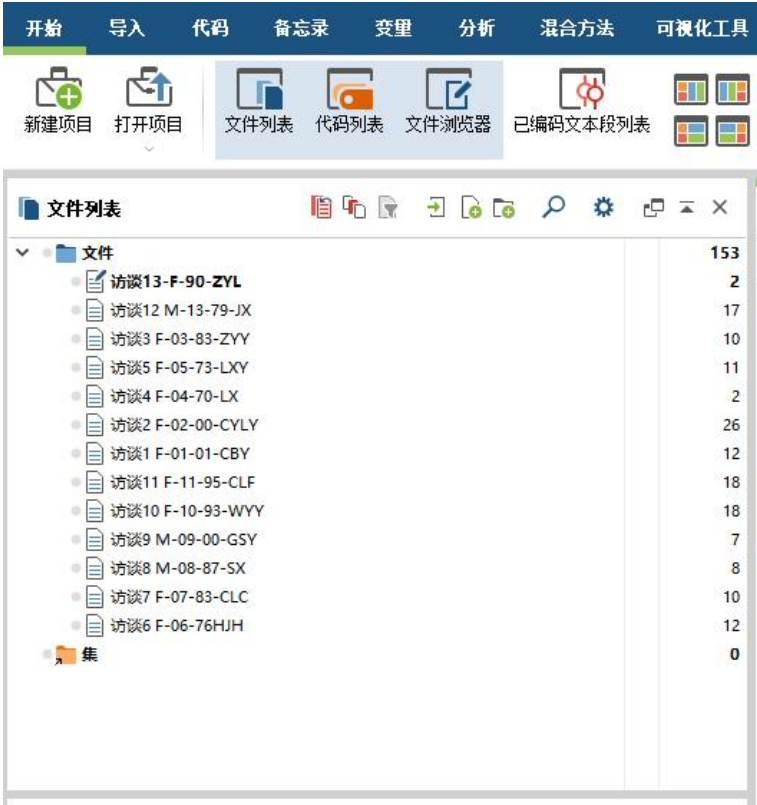 开始 导入 代码 备忘录 变量 分析 混合方法 可视化工具
新建项目 打开项目 文件列表 代码列表 文件浏览器 已编码文本段列表
文件列表
文件 153
访谈13-F-90-ZYL 2
访谈12 M-13-79-JX 17
访谈3 F-03-83-ZYY 10
访谈5 F-05-73-LXY 11
访谈4 F-04-70-LX 2
访谈2 F-02-00-CYLY 26
访谈1 F-01-01-CBY 12
访谈11 F-11-95-CLF 18
访谈10 F-10-93-WYY 18
访谈9 M-09-00-GSY 7
访谈8 M-08-87-SX 8
访谈7 F-07-83-CLC 10
访谈6 F-06-76HJH 12
集 0